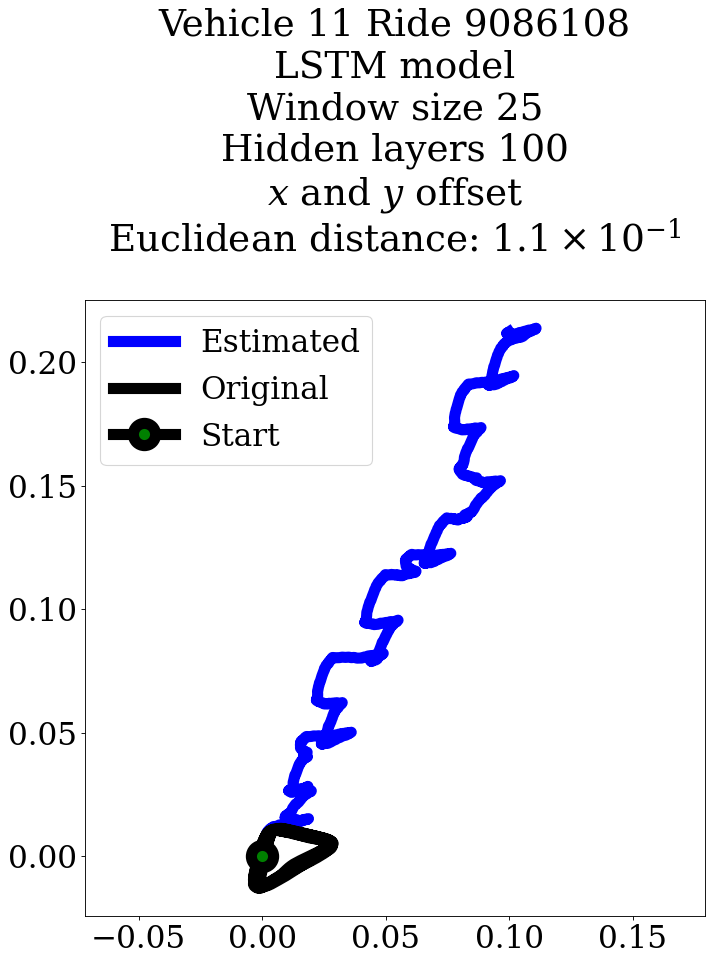 Vehicle 11 Ride 9086108
LSTM model
Window size 25
Hidden layers 100
x and y offset
Euclidean distance: 1.1 × 10⁻¹
Estimated
Original
Start
0.20
0.15
0.10
0.05
0.00
−0.05 0.00 0.05 0.10 0.15